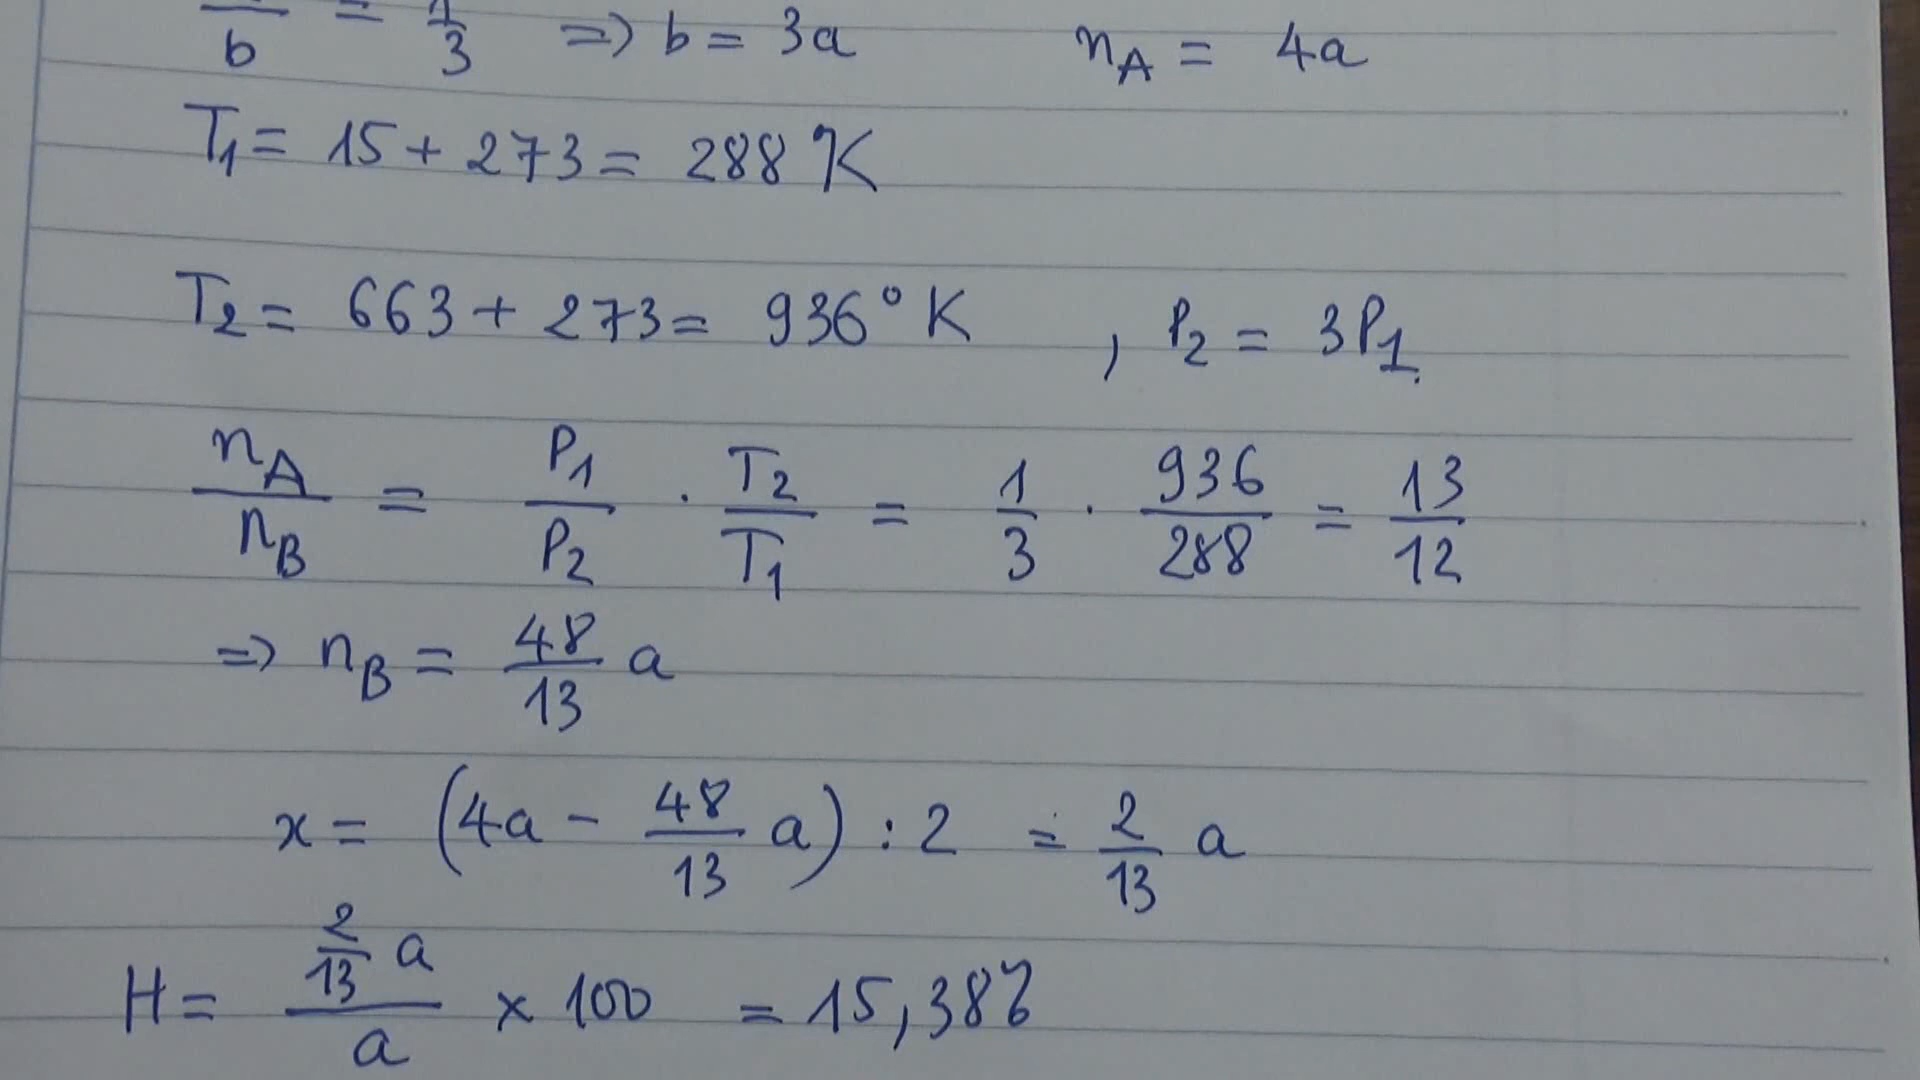 b = 1/3 => b = 3a nA = 4a
T1 = 15 + 273 = 288 K
T2 = 663 + 273 = 936° K , P2 = 3P1.
nA/nB = P1/P2 . T2/T1 = 1/3 . 936/288 = 13/12
=> nB = 48/13 a
x = (4a - 48/13 a) : 2 = 2/13 a
H = (2/13 a)/a x 100 = 15,38%